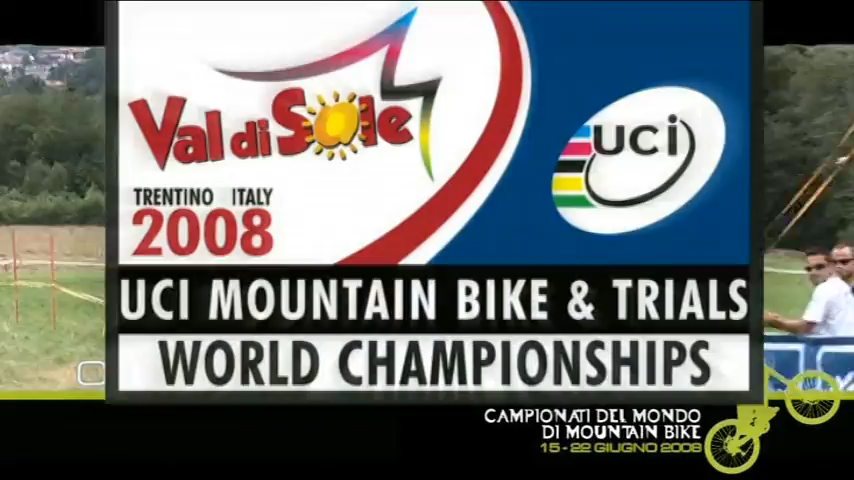 Val di Sole
TRENTINO ITALY
2008
UCI
UCI MOUNTAIN BIKE & TRIALS
WORLD CHAMPIONSHIPS
CAMPIONATI DEL MONDO
DI MOUNTAIN BIKE
15-22 GIUGNO 2008